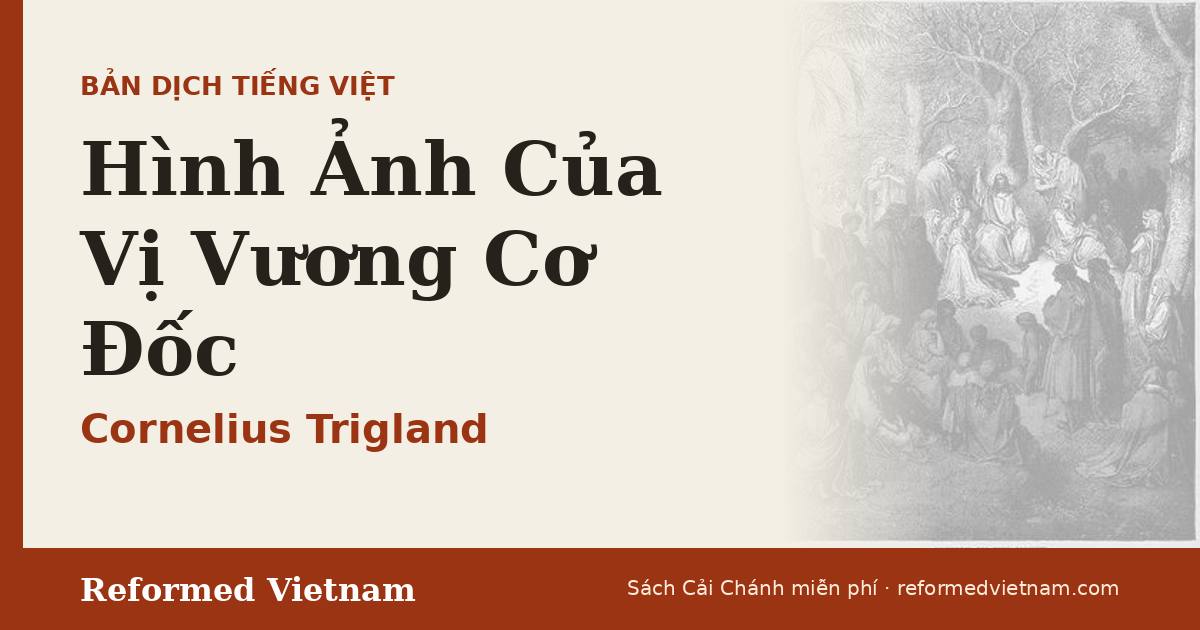 BẢN DỊCH TIẾNG VIỆT
Hình Ảnh Của
Vị Vương Cơ
Đốc
Cornelius Trigland
Reformed Vietnam
Sách Cải Chánh miễn phí · reformedvietnam.com